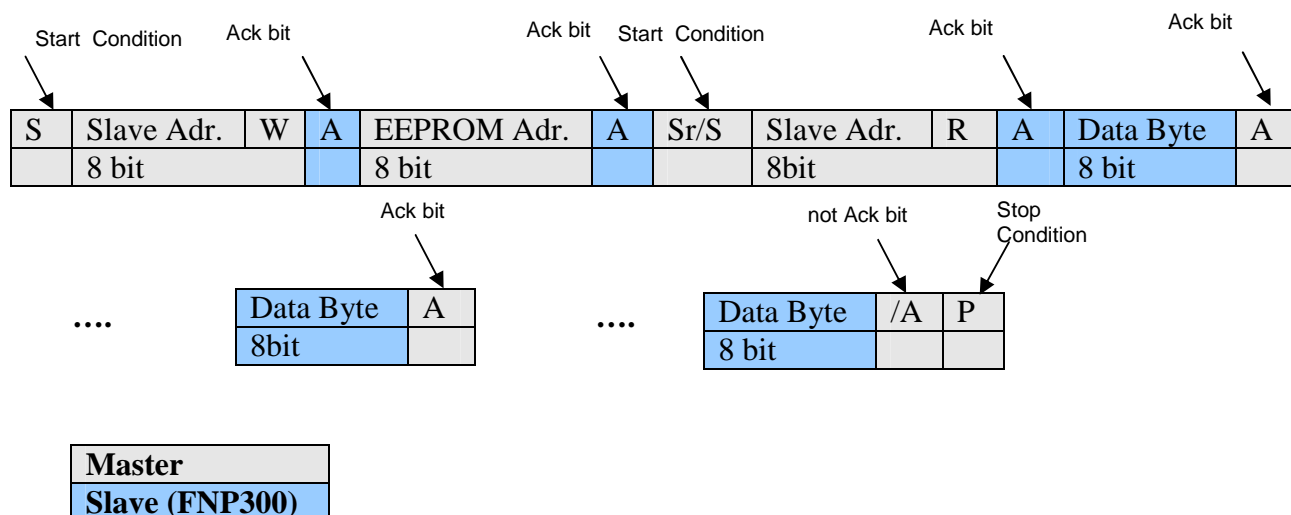 Start Condition Ack bit Ack bit Start Condition Ack bit Ack bit
S Slave Adr. W A EEPROM Adr. A Sr/S Slave Adr. R A Data Byte A
8 bit 8 bit 8bit 8 bit
Ack bit not Ack bit Stop
Condition
.... Data Byte A .... Data Byte /A P
8bit 8 bit
Master
Slave (FNP300)